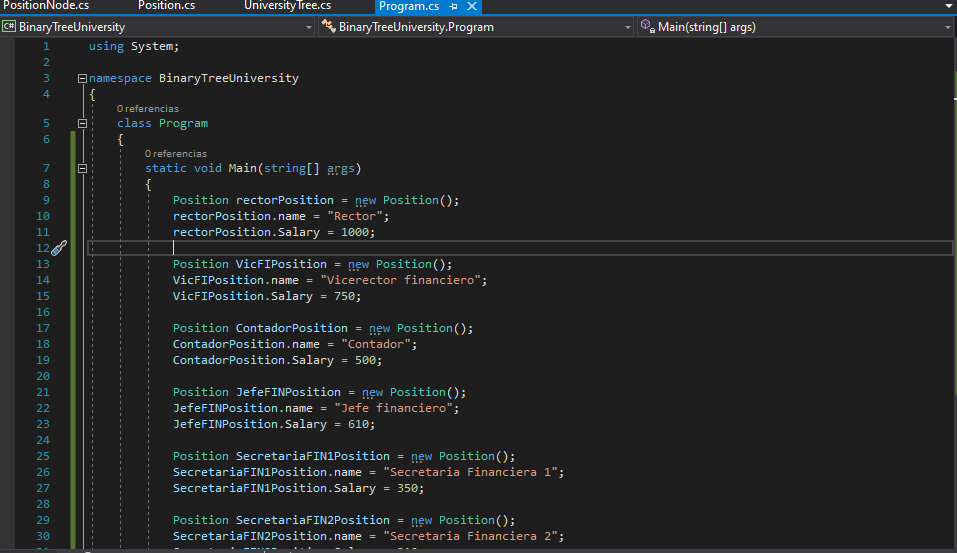 PositionNode.cs Position.cs UniversityTree.cs Program.cs
C# BinaryTreeUniversity BinaryTreeUniversity.Program Main(string[] args)
1 using System;
2
3 namespace BinaryTreeUniversity
4 {
0 referencias
5 class Program
6 {
0 referencias
7 static void Main(string[] args)
8 {
9 Position rectorPosition = new Position();
10 rectorPosition.name = "Rector";
11 rectorPosition.Salary = 1000;
12
13 Position VicFIPosition = new Position();
14 VicFIPosition.name = "Vicerector financiero";
15 VicFIPosition.Salary = 750;
16
17 Position ContadorPosition = new Position();
18 ContadorPosition.name = "Contador";
19 ContadorPosition.Salary = 500;
20
21 Position JefeFINPosition = new Position();
22 JefeFINPosition.name = "Jefe financiero";
23 JefeFINPosition.Salary = 610;
24
25 Position SecretariaFIN1Position = new Position();
26 SecretariaFIN1Position.name = "Secretaria Financiera 1";
27 SecretariaFIN1Position.Salary = 350;
28
29 Position SecretariaFIN2Position = new Position();
30 SecretariaFIN2Position.name = "Secretaria Financiera 2";